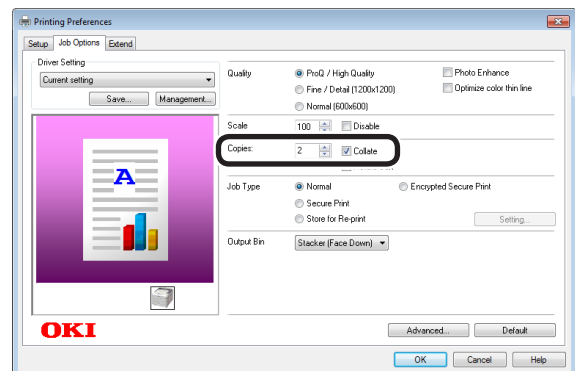 Printing Preferences
Setup Job Options Extend
Driver Setting
Current setting
Save... Management...
Quality ProQ / High Quality Photo Enhance
Fine / Detail (1200x1200) Optimize color thin line
Normal (600x600)
Scale 100 Disable
Copies: 2 Collate
Job Type Normal Encrypted Secure Print
Secure Print
Store for Re-print Setting...
Output Bin Stacker (Face Down)
A
OKI
Advanced... Default
OK Cancel Help